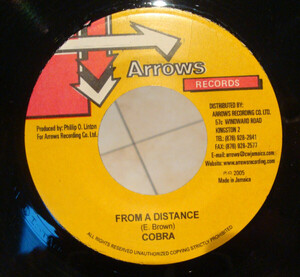 Arrows
RECORDS
Produced by: Phillip D. Linton
For Arrows Recording Co. Ltd.
DISTRIBUTED BY:
ARROWS RECORDING CO. LTD.
57c WINDWARD ROAD
KINGSTON 2
TEL: (876) 928-2941
FAX: (876) 928-2577
E-mail: arrows@cwjamaica.com
Website: www.arrowsrecording.com
2005
Made in Jamaica
FROM A DISTANCE
(E. Brown)
COBRA
ALL RIGHTS RESERVED UNAUTHORIZED COPYING STRICTLY PROHIBITED